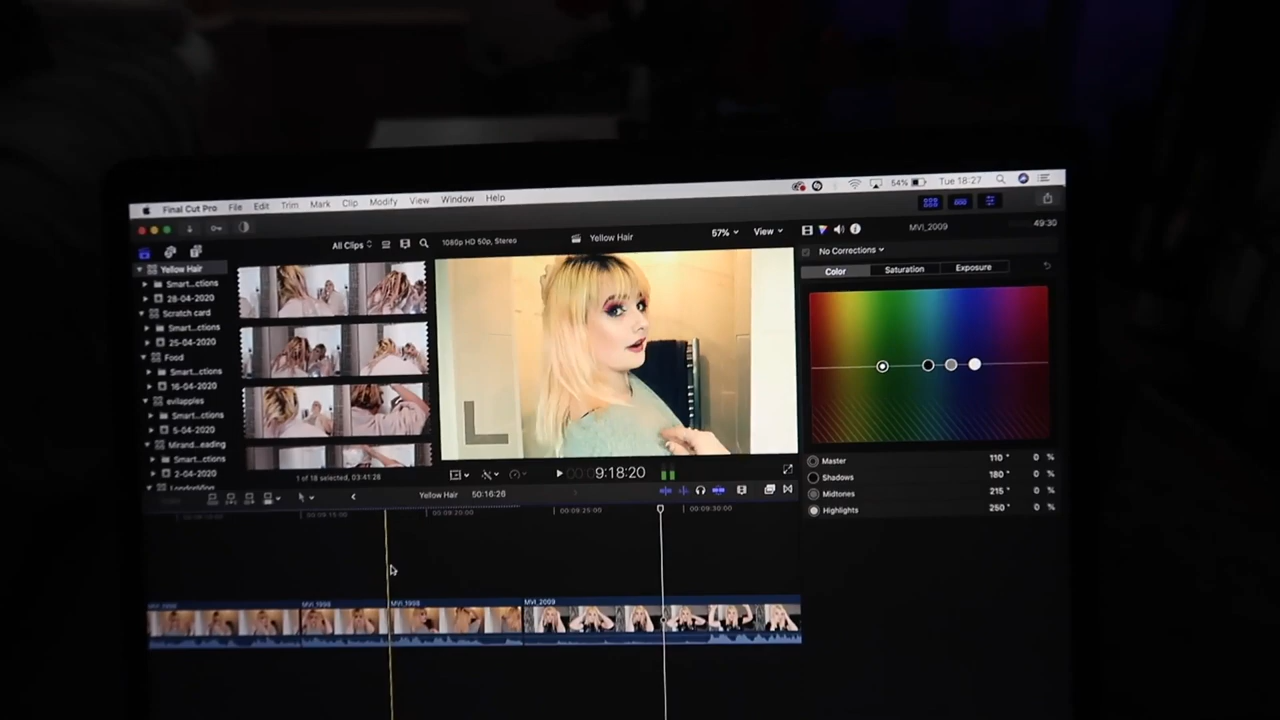 Final Cut Pro File Edit Trim Mark Clip Modify View Window Help 54% Tue 18:27
All Clips 1080p HD 50p, Stereo Yellow Hair 57% View MVI_2009 49:30
No Corrections
Color Saturation Exposure
Yellow Hair
Smart...ctions
28-04-2020
Scratch card
Smart...ctions
25-04-2020
Food
Smart...ctions
16-04-2020
evilapples
Smart...ctions
5-04-2020
Mirand...eading
Smart...ctions
2-04-2020
1 of 18 selected, 03:41:28
9:18:20
Master 110° 0 %
Shadows 180° 0 %
Midtones 215° 0 %
Highlights 250° 0 %
Yellow Hair 50:16:26
00:09:15:00 00:09:20:00 00:09:25:00 00:09:30:00
MVI_1998 MVI_1998 MVI_1998 MVI_2009